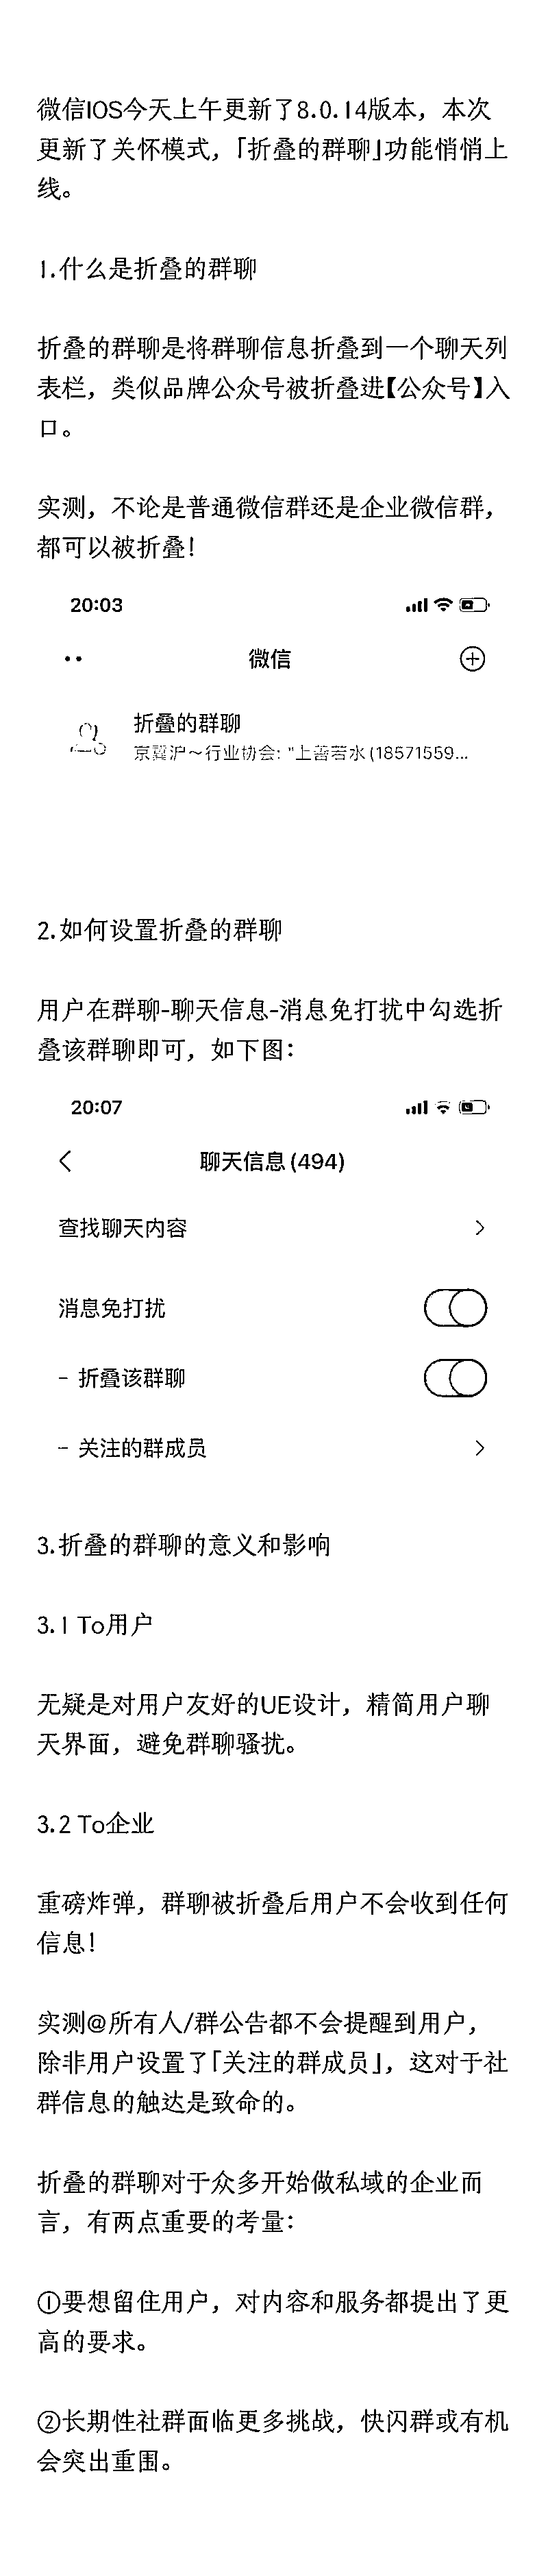 微信IOS今天上午更新了8.0.14版本，本次
更新了关怀模式，「折叠的群聊」功能悄悄上
线。
1.什么是折叠的群聊
折叠的群聊是将群聊信息折叠到一个聊天列
表栏，类似品牌公众号被折叠进【公众号】入
口。
实测，不论是普通微信群还是企业微信群，
都可以被折叠！
20:03
微信
折叠的群聊
京冀沪～行业协会: "上善若水(18571559...
2.如何设置折叠的群聊
用户在群聊-聊天信息-消息免打扰中勾选折
叠该群聊即可，如下图：
20:07
聊天信息(494)
查找聊天内容
消息免打扰
- 折叠该群聊
- 关注的群成员
3.折叠的群聊的意义和影响
3.1 To用户
无疑是对用户友好的UE设计，精简用户聊
天界面，避免群聊骚扰。
3.2 To企业
重磅炸弹，群聊被折叠后用户不会收到任何
信息！
实测@所有人/群公告都不会提醒到用户，
除非用户设置了「关注的群成员」，这对于社
群信息的触达是致命的。
折叠的群聊对于众多开始做私域的企业而
言，有两点重要的考量：
①要想留住用户，对内容和服务都提出了更
高的要求。
②长期性社群面临更多挑战，快闪群或有机
会突出重围。